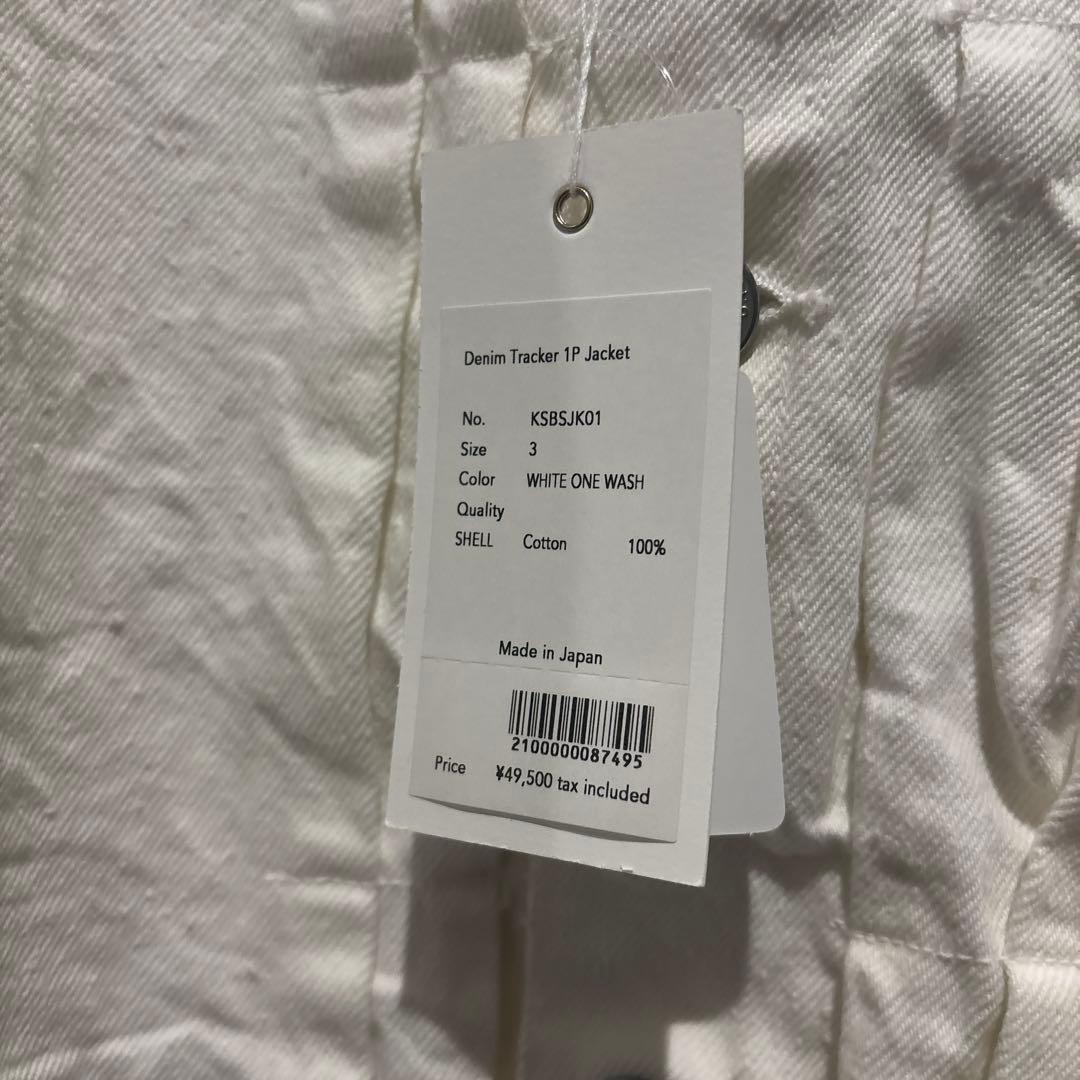 Denim Tracker 1P Jacket
No. KSBSJK01
Size 3
Color WHITE ONE WASH
Quality
SHELL Cotton 100%
Made in Japan
2100000087495
Price ¥49,500 tax included